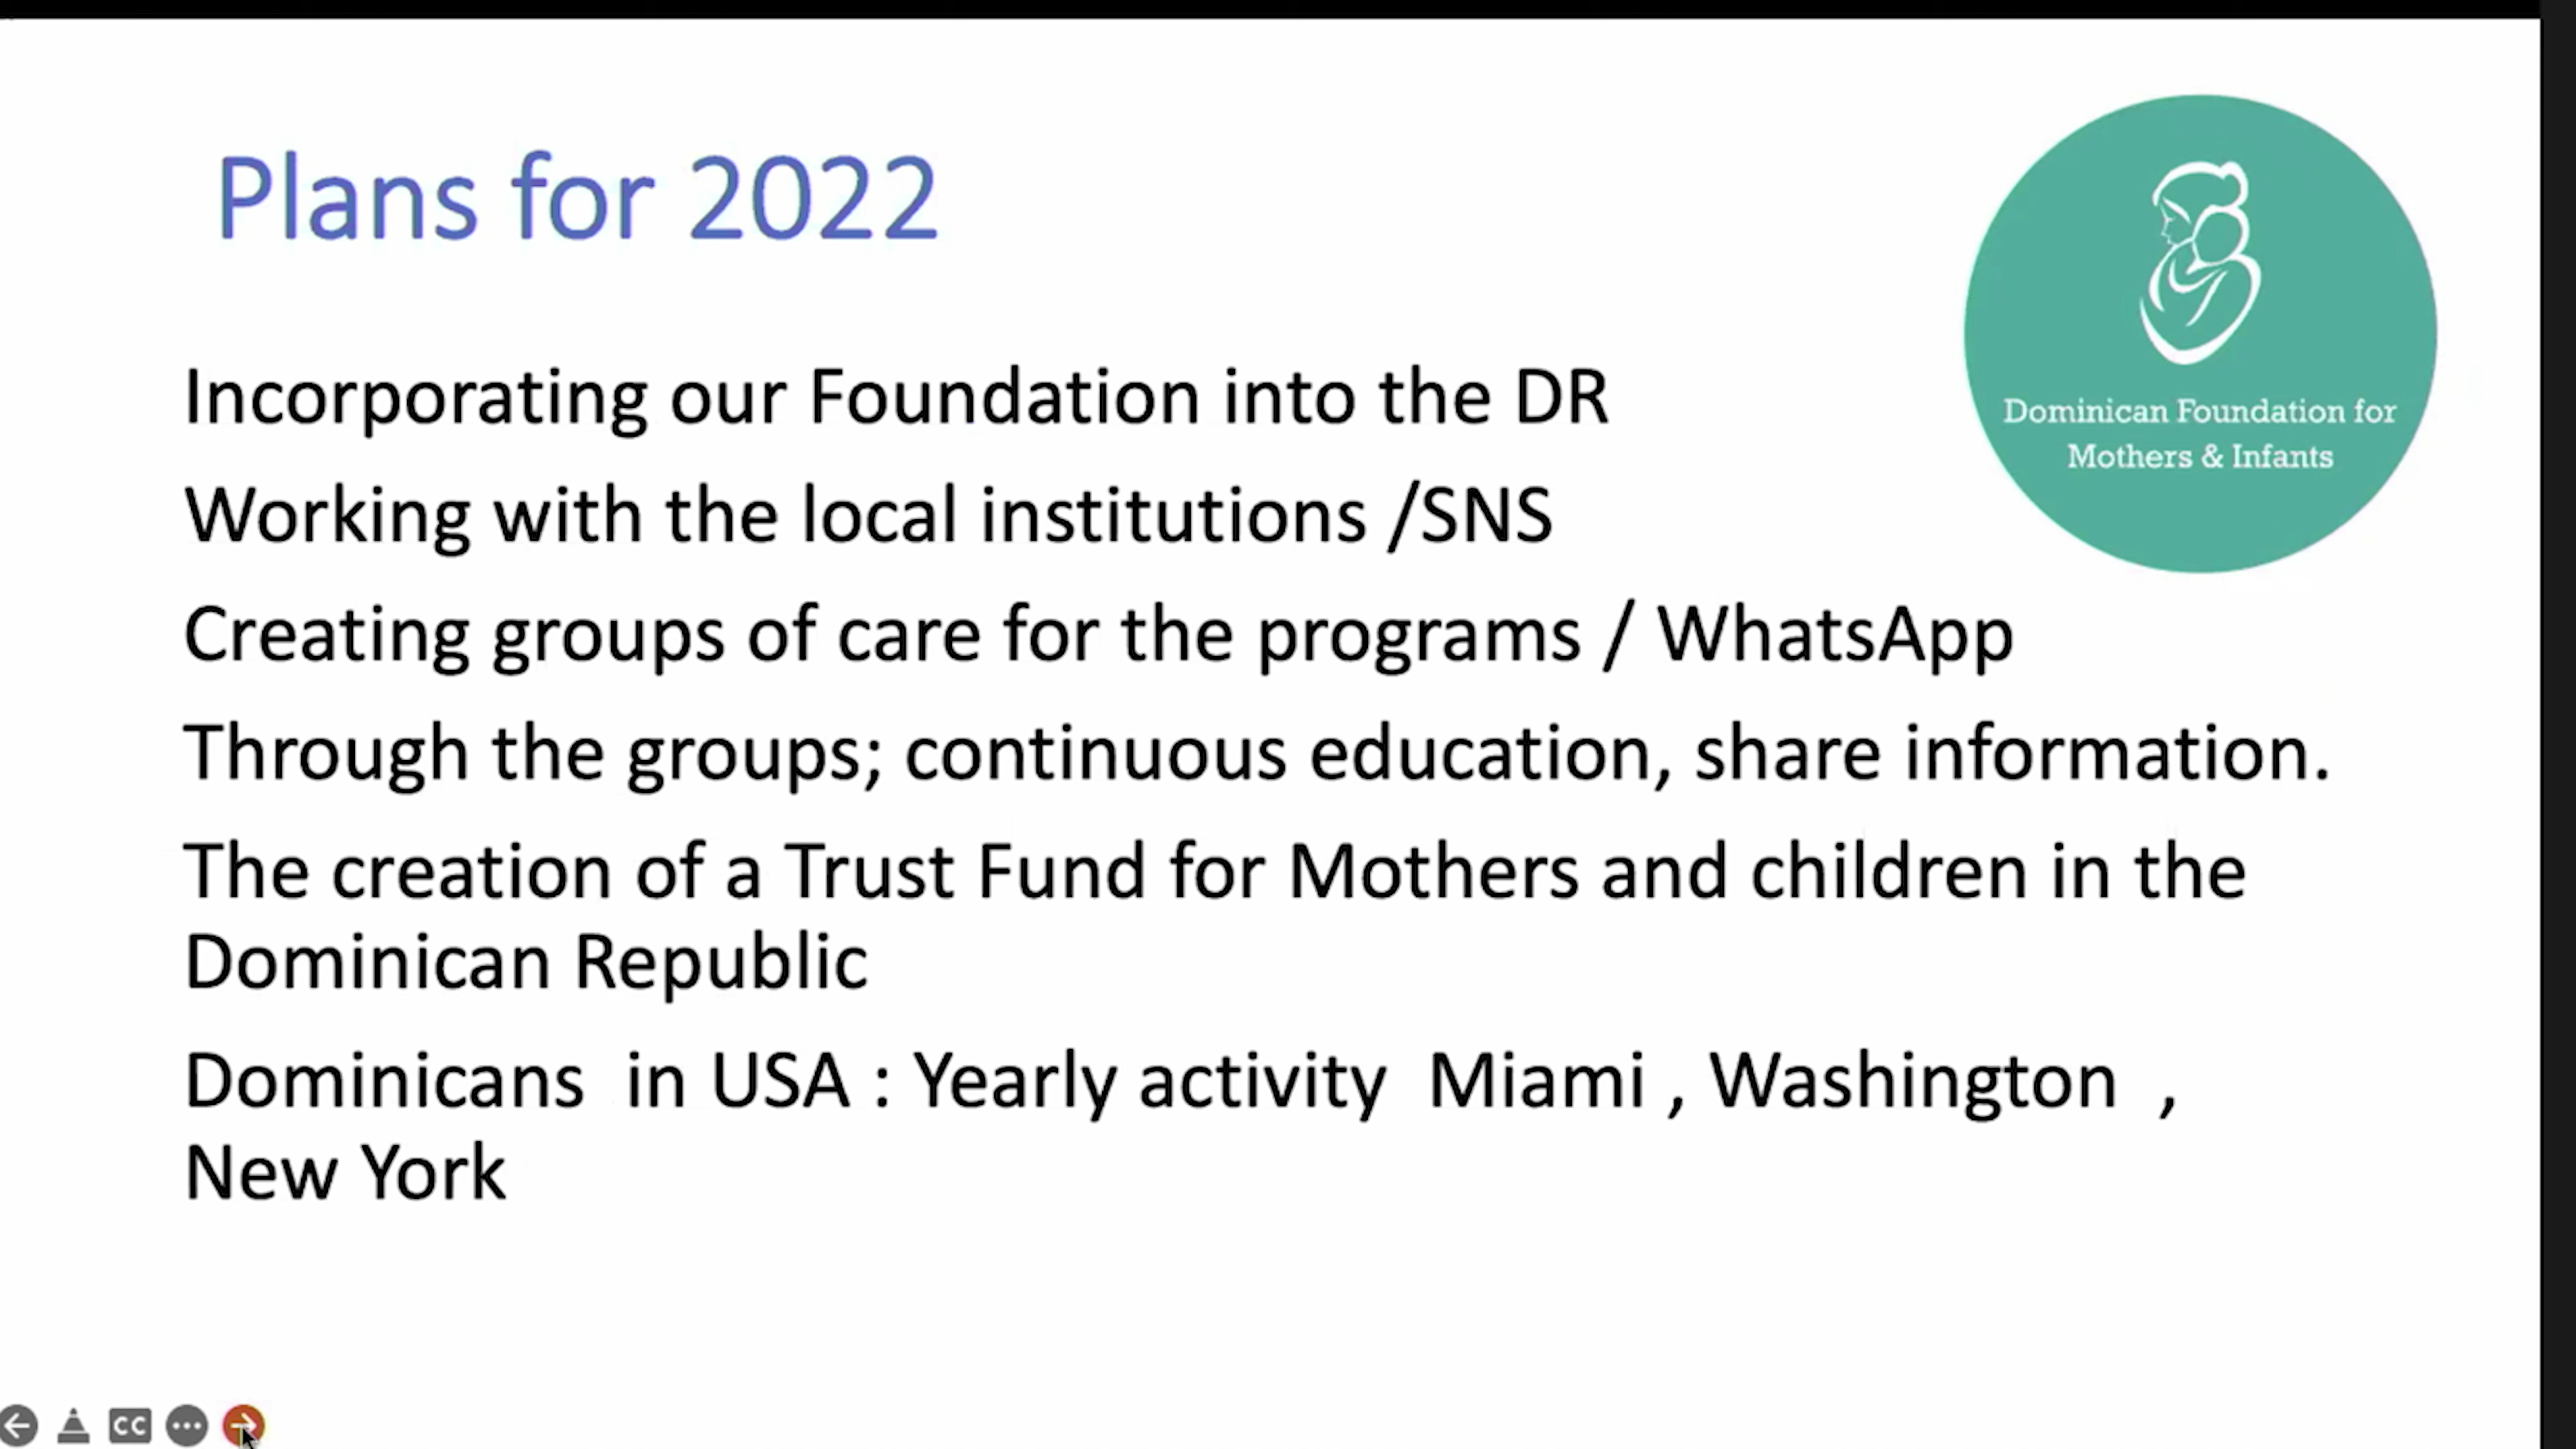 Plans for 2022
Dominican Foundation for
Mothers & Infants
Incorporating our Foundation into the DR
Working with the local institutions /SNS
Creating groups of care for the programs / WhatsApp
Through the groups; continuous education, share information.
The creation of a Trust Fund for Mothers and children in the
Dominican Republic
Dominicans  in USA : Yearly activity  Miami , Washington  ,
New York
CC